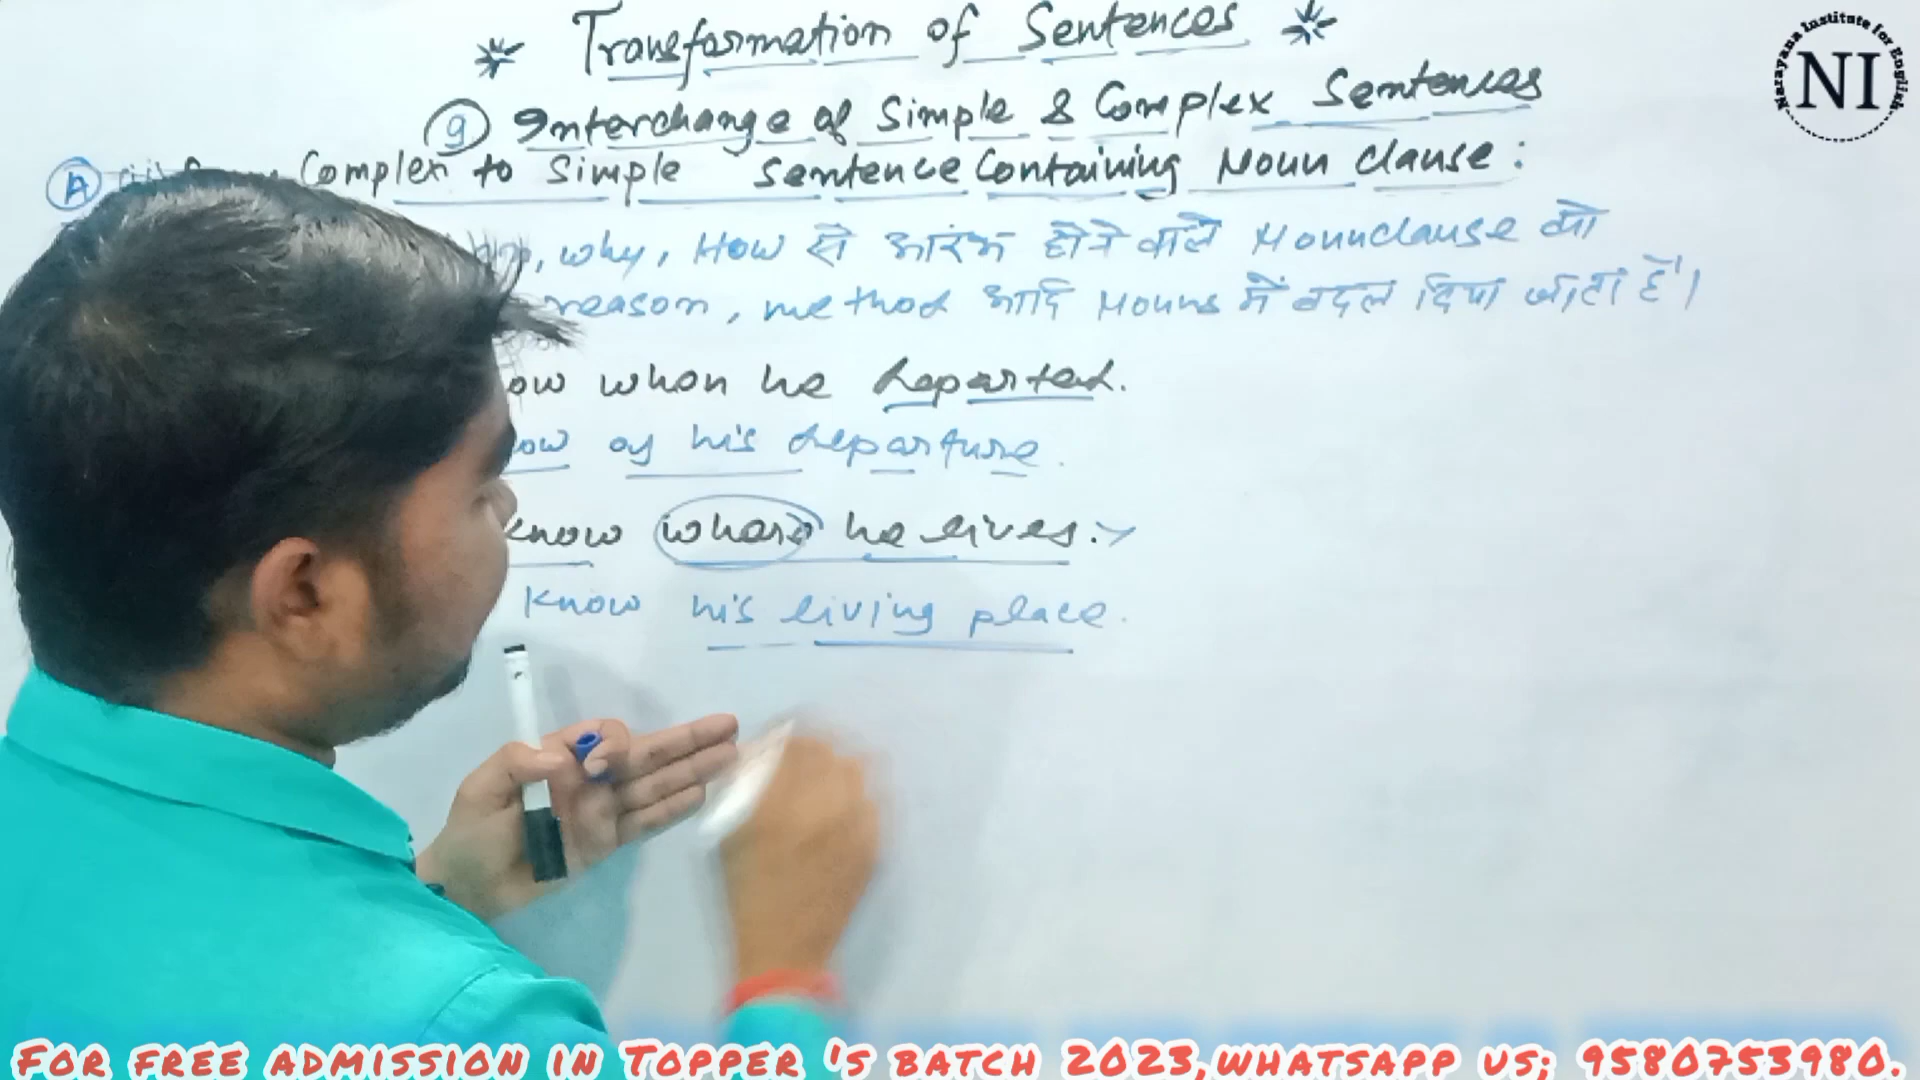 Transformation of Sentences
9 Interchange of Simple & Complex Sentences
A Complex to Simple Sentence Containing Noun Clause:
, why, How से आरंभ होने वाले Nounclause को
reason, method आदि Nouns में बदल दिया जाता है।
ow when he departed.
ow of his departure.
know where he lives.
know his living place.
Narayana Institute for English
NI
For free admission in Topper 's batch 2023,whatsapp us; 9580753980.